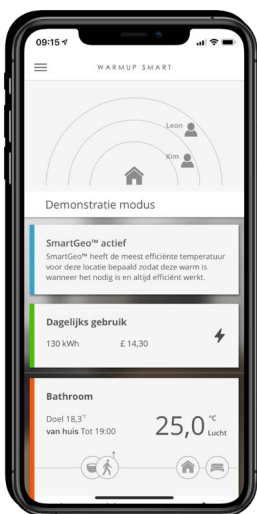 09:15
WARMUP SMART
Leon
Kim
Demonstratie modus
SmartGeo™ actief
SmartGeo™ heeft de meest efficiënte temperatuur
voor deze locatie bepaald zodat deze warm is
wanneer het nodig is en altijd efficiënt werkt.
Dagelijks gebruik
130 kWh £ 14,30
Bathroom
Doel 18,3°
van huis Tot 19:00
25,0 °C
Lucht